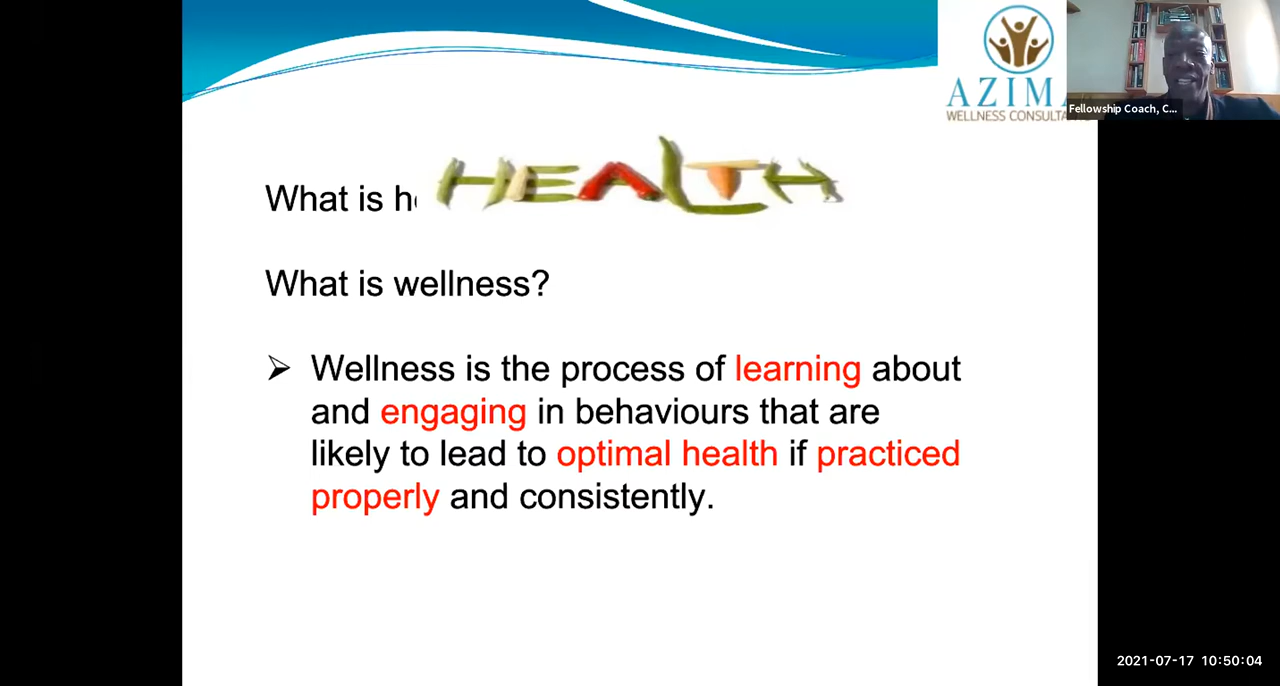 AZIMA
WELLNESS CONSULTA
Fellowship Coach, C...
HEALTH
What is h
What is wellness?
➢ Wellness is the process of learning about
and engaging in behaviours that are
likely to lead to optimal health if practiced
properly and consistently.
2021-07-17 10:50:04